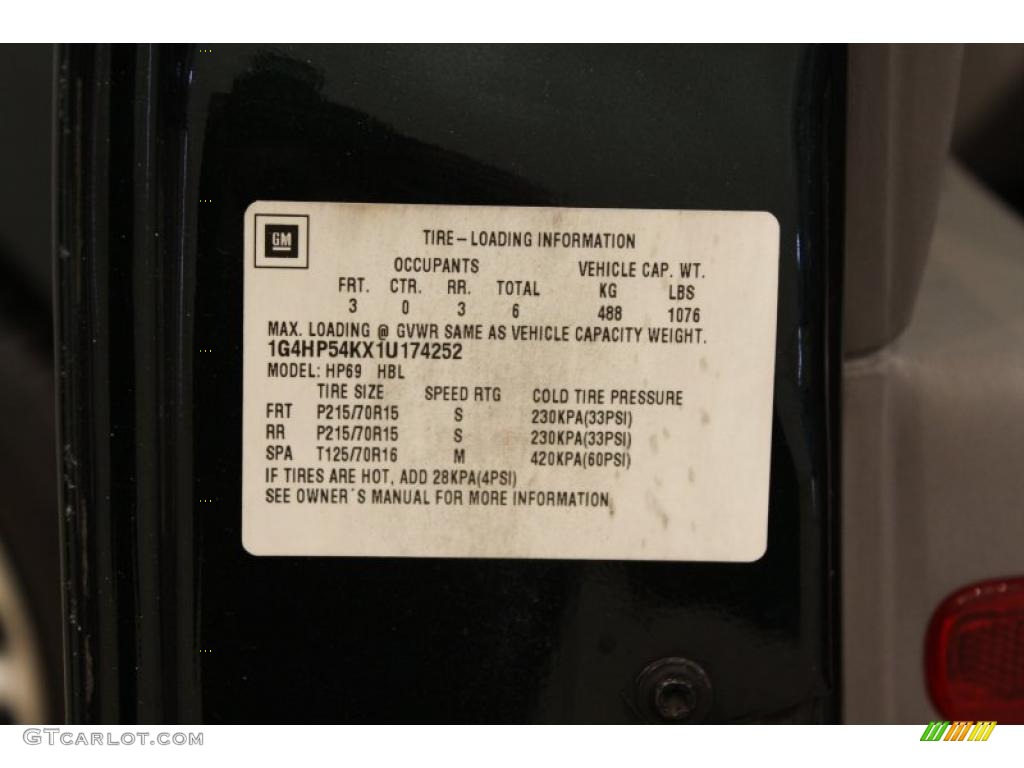 GM
TIRE-LOADING INFORMATION
OCCUPANTS VEHICLE CAP. WT.
FRT. CTR. RR. TOTAL KG LBS
3 0 3 6 488 1076
MAX. LOADING @ GVWR SAME AS VEHICLE CAPACITY WEIGHT.
1G4HP54KX1U174252
MODEL: HP69 HBL
TIRE SIZE SPEED RTG COLD TIRE PRESSURE
FRT P215/70R15 S 230KPA(33PSI)
RR P215/70R15 S 230KPA(33PSI)
SPA T125/70R16 M 420KPA(60PSI)
IF TIRES ARE HOT, ADD 28KPA(4PSI)
SEE OWNER'S MANUAL FOR MORE INFORMATION
GTCARLOT.COM